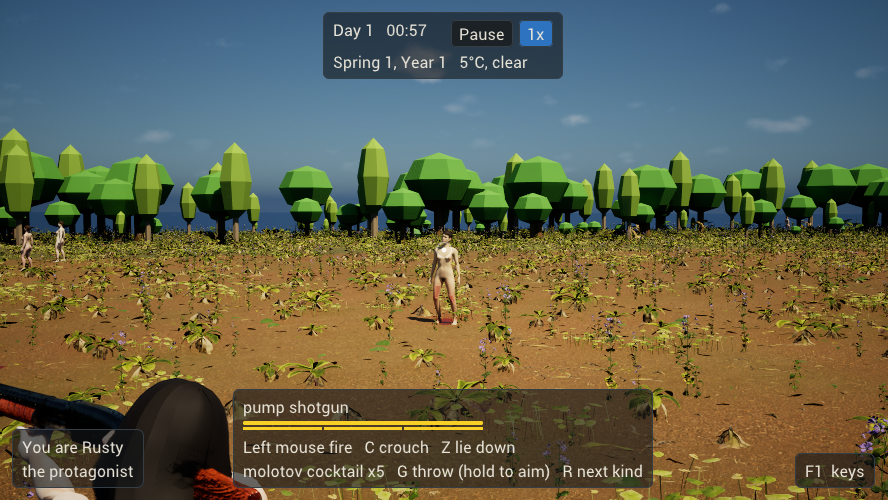 Day 1 00:57 Pause 1x
Spring 1, Year 1 5°C, clear
pump shotgun
Left mouse fire C crouch Z lie down
molotov cocktail x5 G throw (hold to aim) R next kind
You are Rusty
the protagonist
F1 keys